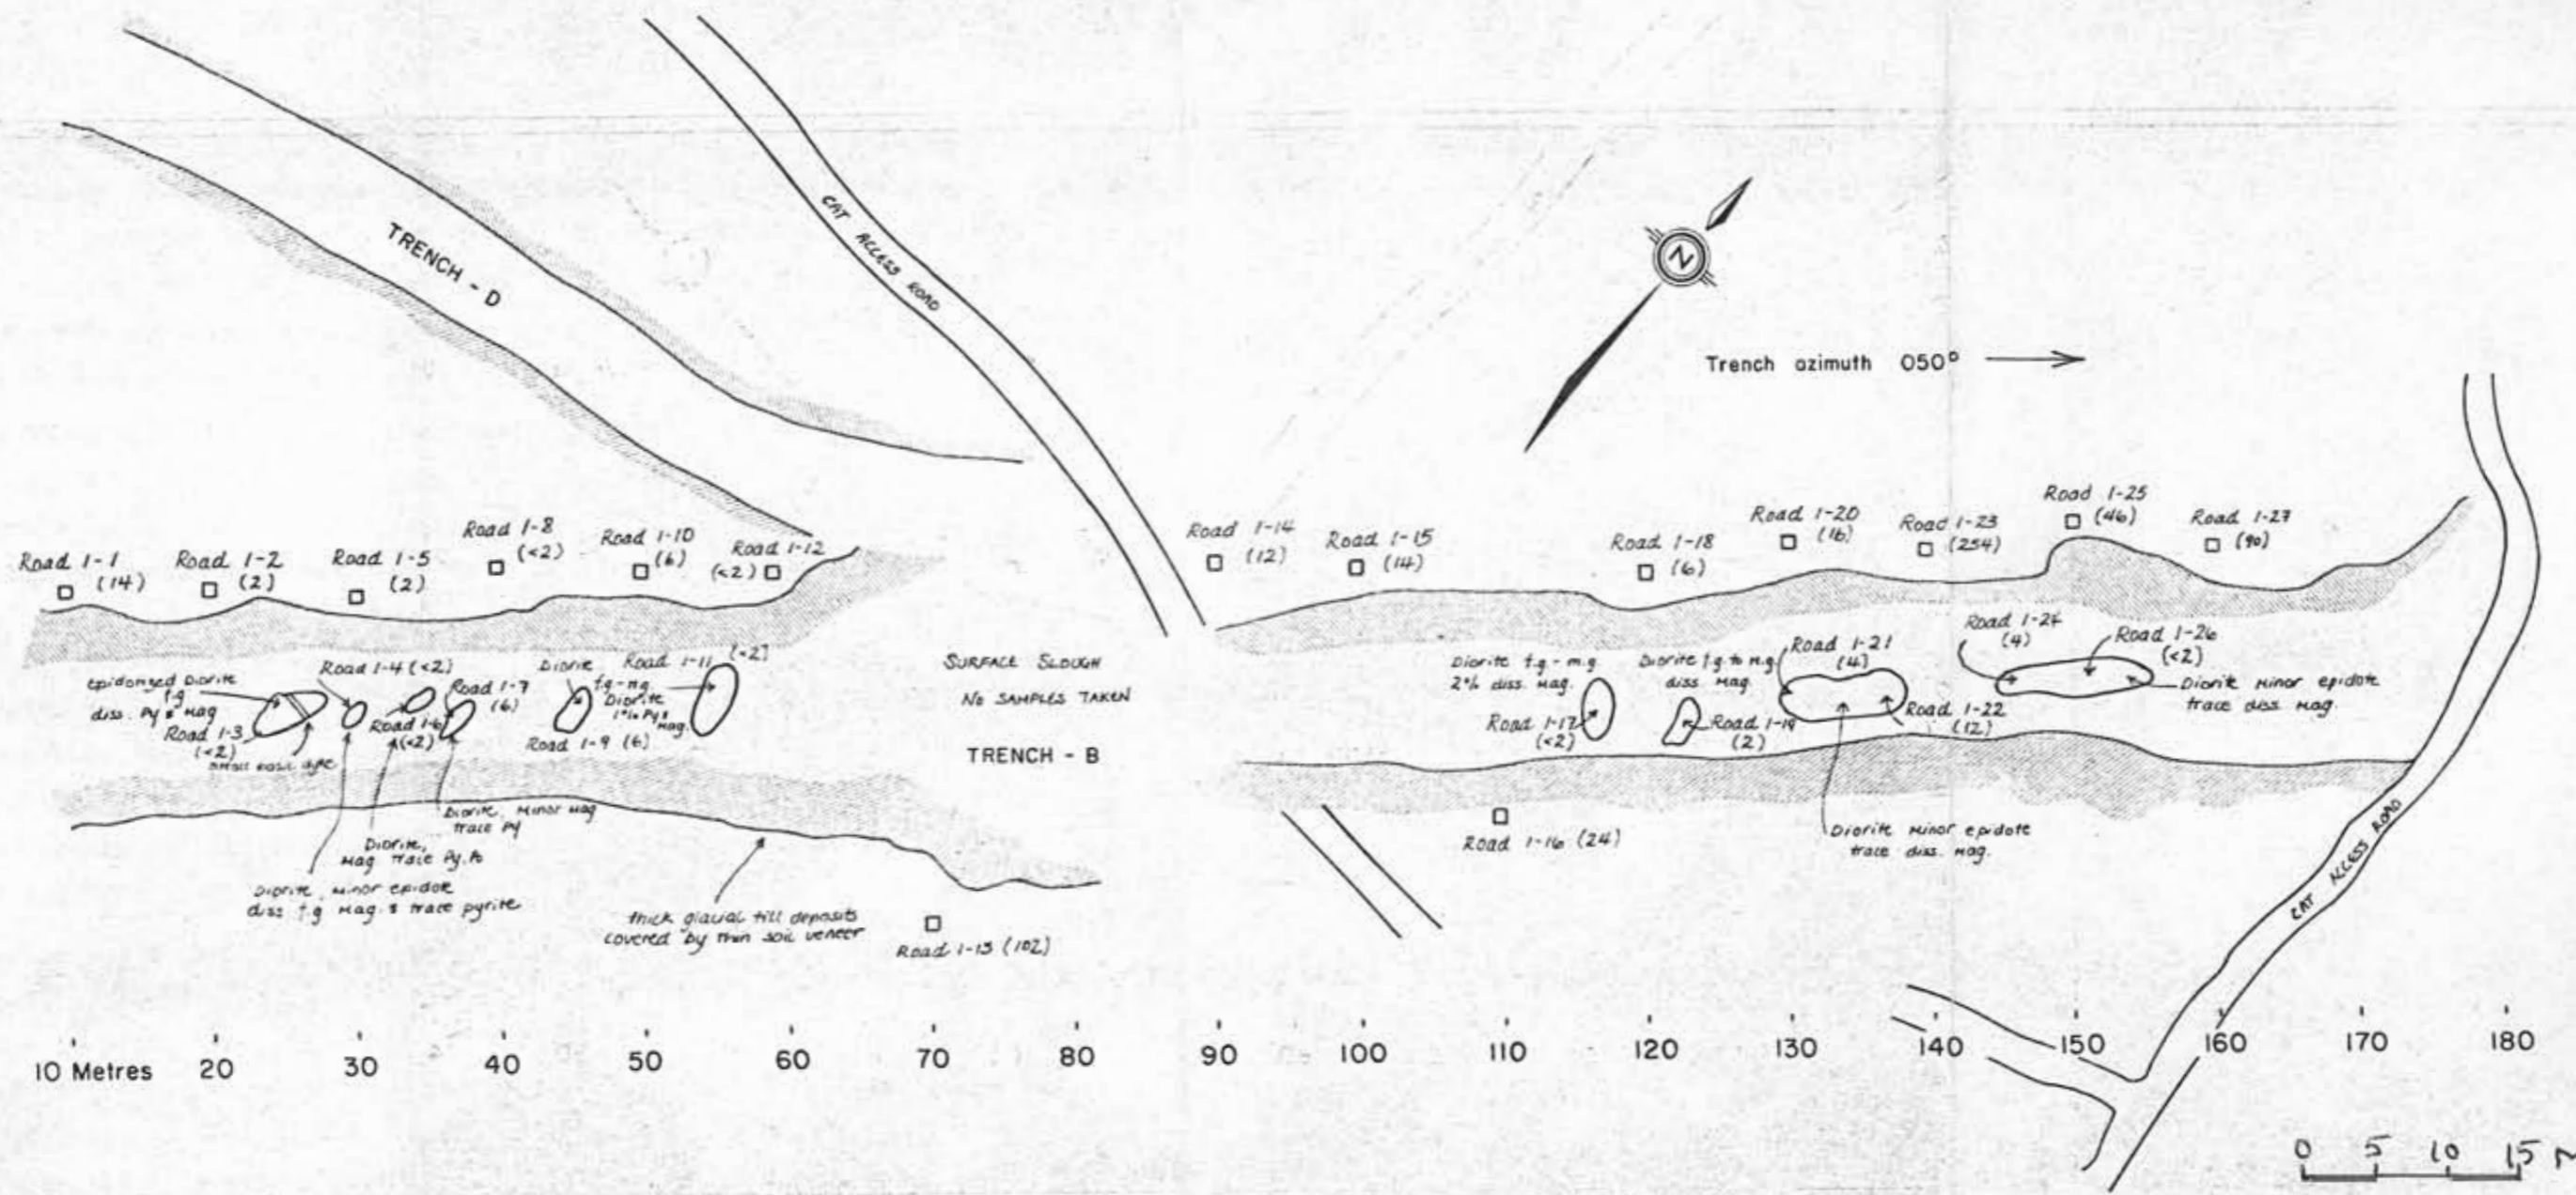 TRENCH - D
CAT ACCESS ROAD
N
Trench azimuth 050°
Road 1-1
(14)
Road 1-2
(2)
Road 1-5
(2)
Road 1-8
(<2)
Road 1-10
(6)
Road 1-12
(<2)
Road 1-14
(12)
Road 1-15
(14)
Road 1-18
(6)
Road 1-20
(16)
Road 1-23
(254)
Road 1-25
(46)
Road 1-27
(90)
epidotized Diorite
f.g
diss. Py & Mag
Road 1-3
(<2)
small basic dyke
Road 1-4 (<2)
Road 1-6
(<2)
Road 1-7
(6)
Diorite
f.g-m.g
Road 1-9 (6)
Road 1-11 (<2)
Diorite
1% Py &
Mag.
SURFACE SLOUGH
NO SAMPLES TAKEN
TRENCH - B
Diorite f.g - m.g.
2% diss. Mag.
Road 1-17
(<2)
Diorite f.g to m.g.
diss Mag
Road 1-19
(2)
Road 1-21
(4)
Road 1-22
(12)
Road 1-24
(4)
Road 1-26
(<2)
Diorite Minor epidote
trace diss. Mag.
Diorite, Minor Mag
trace Py
Diorite,
Mag trace Py.Po
Diorite, minor epidote
diss f.g Mag. & trace pyrite
thick glacial till deposits
covered by thin soil veneer
Road 1-13 (102)
Road 1-16 (24)
Diorite minor epidote
trace diss. Mag.
CAT ACCESS ROAD
10 Metres 20 30 40 50 60 70 80 90 100 110 120 130 140 150 160 170 180
0 5 10 15 M